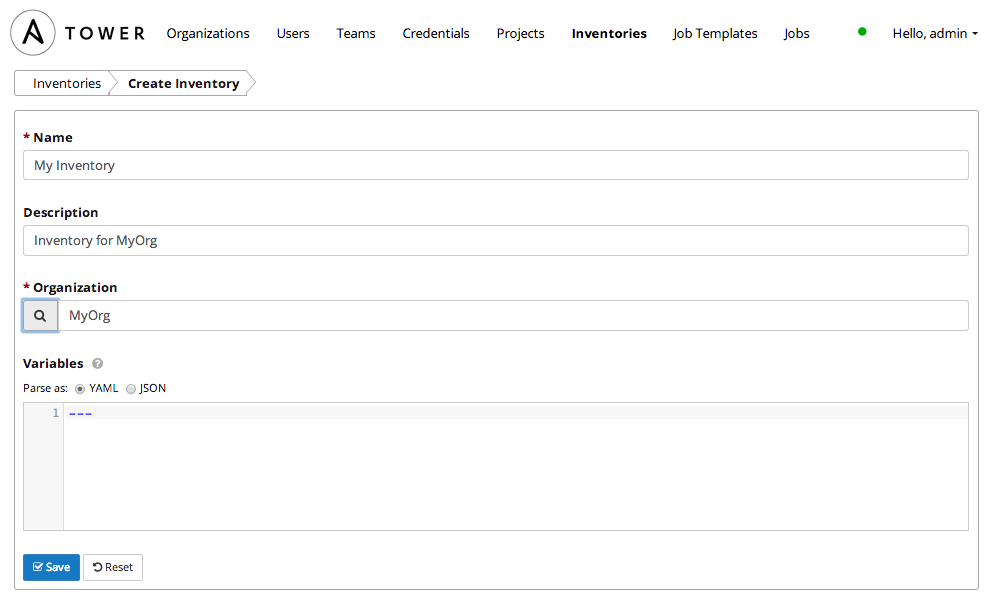 TOWER Organizations Users Teams Credentials Projects Inventories Job Templates Jobs Hello, admin
Inventories Create Inventory
* Name
My Inventory
Description
Inventory for MyOrg
* Organization
MyOrg
Variables ?
Parse as: YAML JSON
1 ---
Save Reset